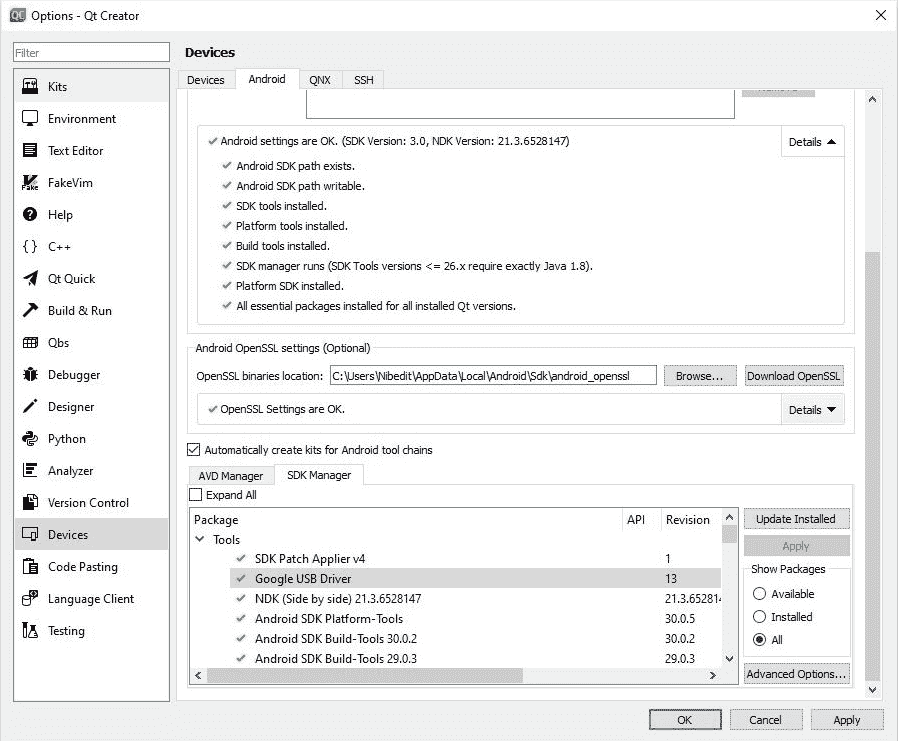 QC Options - Qt Creator
Filter
Kits
Environment
Text Editor
FakeVim
Help
{ } C++
Qt Quick
Build & Run
Qbs
Debugger
Designer
Python
Analyzer
Version Control
Devices
Code Pasting
Language Client
Testing
Devices
Devices Android QNX SSH
Android settings are OK. (SDK Version: 3.0, NDK Version: 21.3.6528147) Details
Android SDK path exists.
Android SDK path writable.
SDK tools installed.
Platform tools installed.
Build tools installed.
SDK manager runs (SDK Tools versions <= 26.x require exactly Java 1.8).
Platform SDK installed.
All essential packages installed for all installed Qt versions.
Android OpenSSL settings (Optional)
OpenSSL binaries location: C:\Users\Nibedit\AppData\Local\Android\Sdk\android_openssl Browse... Download OpenSSL
OpenSSL Settings are OK. Details
Automatically create kits for Android tool chains
AVD Manager SDK Manager
Expand All
Package API Revision
Tools
SDK Patch Applier v4 1
Google USB Driver 13
NDK (Side by side) 21.3.6528147 21.3.65281
Android SDK Platform-Tools 30.0.5
Android SDK Build-Tools 30.0.2 30.0.2
Android SDK Build-Tools 29.0.3 29.0.3
Update Installed
Apply
Show Packages
Available
Installed
All
Advanced Options...
OK Cancel Apply